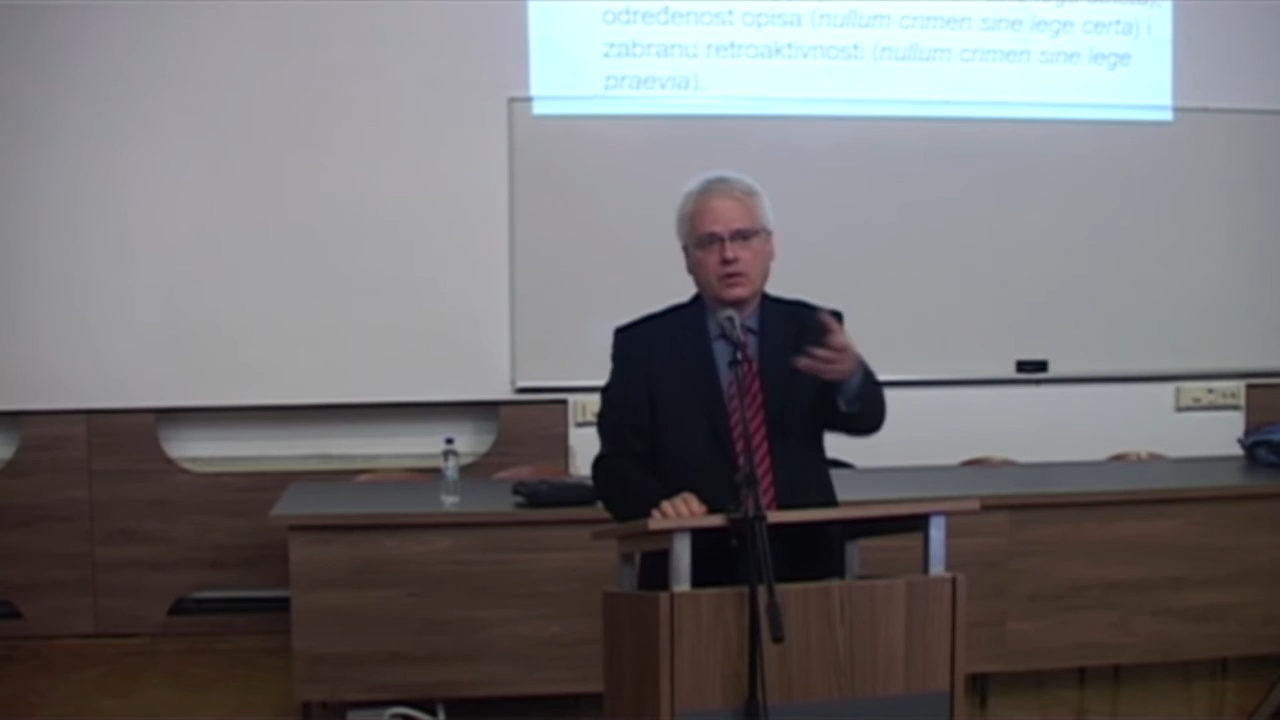 određenost opisa (nullum crimen sine lege certa) i
zabranu retroaktivnosti (nullum crimen sine lege
praevia).